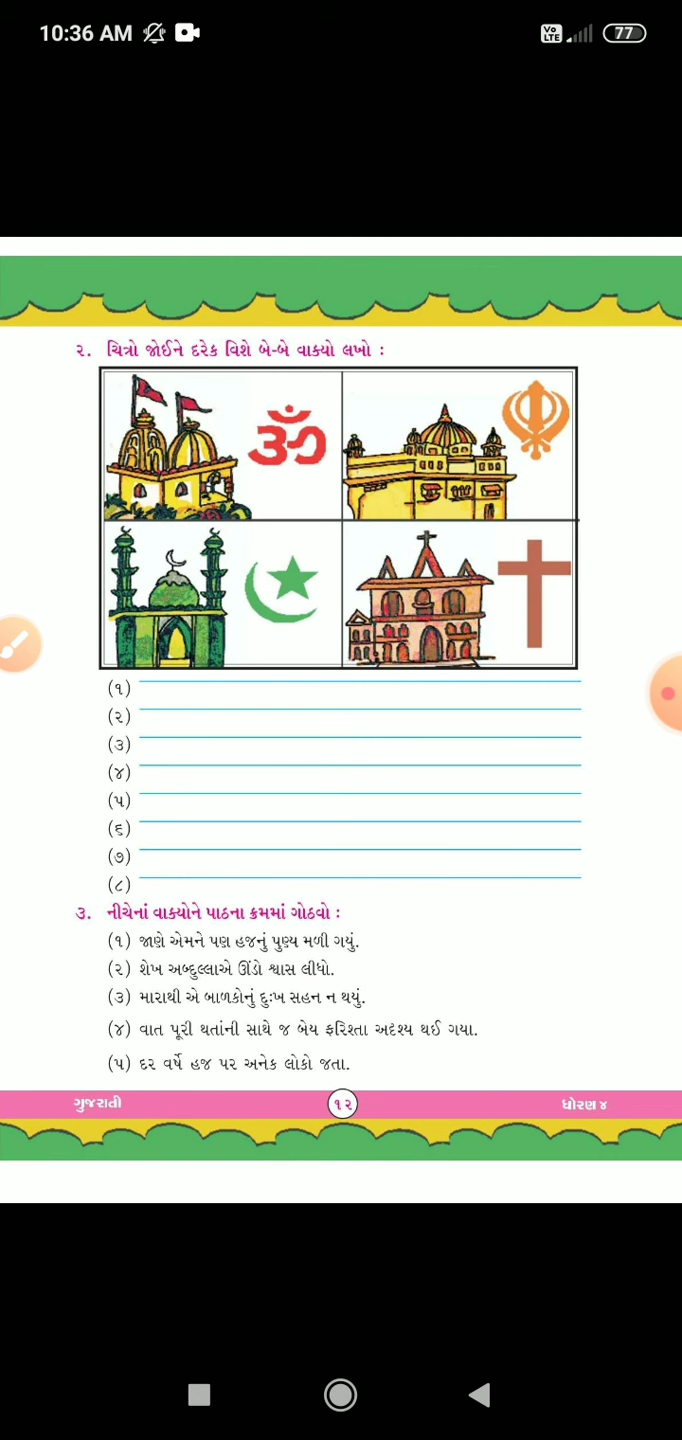 10:36 AM
Vo LTE
77
૨. ચિત્રો જોઈને દરેક વિશે બે-બે વાક્યો લખો :
ૐ
(૧)
(૨)
(૩)
(૪)
(૫)
(૬)
(૭)
(૮)
૩. નીચેનાં વાક્યોને પાઠના ક્રમમાં ગોઠવો :
(૧) જાણે એમને પણ હજનું પુણ્ય મળી ગયું.
(૨) શેખ અબ્દુલ્લાએ ઊંડો શ્વાસ લીધો.
(૩) મારાથી એ બાળકોનું દુઃખ સહન ન થયું.
(૪) વાત પૂરી થતાંની સાથે જ બેય ફરિશ્તા અદૃશ્ય થઈ ગયા.
(૫) દર વર્ષે હજ પર અનેક લોકો જતા.
ગુજરાતી ૧૨ ધોરણ ૪